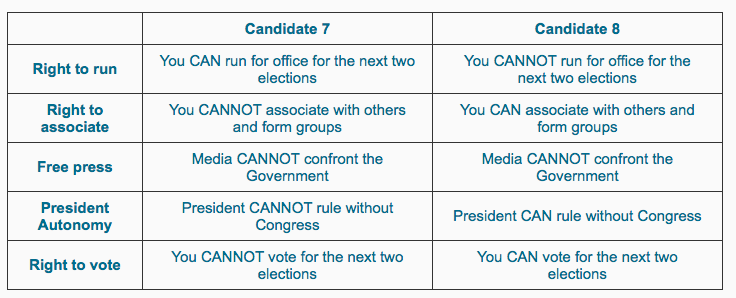 Candidate 7
Candidate 8
Right to run
You CAN run for office for the next two
elections
You CANNOT run for office for the
next two elections
Right to
associate
You CANNOT associate with others
and form groups
You CAN associate with others and
form groups
Free press
Media CANNOT confront the
Government
Media CANNOT confront the
Government
President
Autonomy
President CANNOT rule without
Congress
President CAN rule without Congress
Right to vote
You CANNOT vote for the next two
elections
You CAN vote for the next two
elections